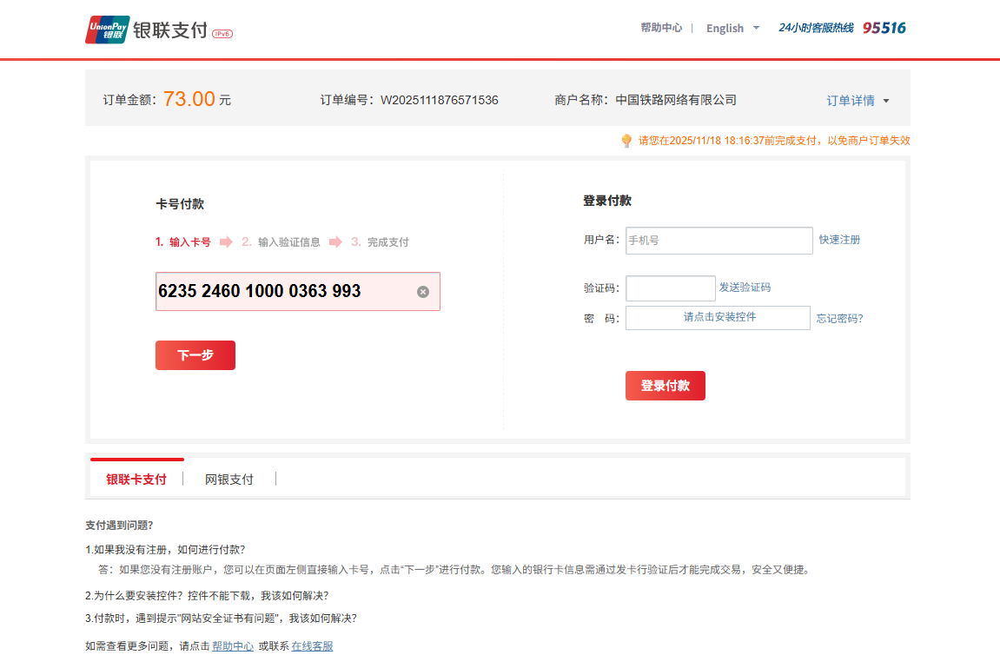 UnionPay 银联 银联支付 IPv6 帮助中心 | English 24小时客服热线 95516
订单金额：73.00 元 订单编号：W2025111876571536 商户名称：中国铁路网络有限公司 订单详情
请您在2025/11/18 18:16:37前完成支付，以免商户订单失效
卡号付款
1. 输入卡号 2. 输入验证信息 3. 完成支付
6235 2460 1000 0363 993
下一步
登录付款
用户名： 手机号 快速注册
验证码： 发送验证码
密 码： 请点击安装控件 忘记密码?
登录付款
银联卡支付 网银支付
支付遇到问题?
1.如果我没有注册，如何进行付款?
答：如果您没有注册账户，您可以在页面左侧直接输入卡号，点击“下一步”进行付款。您输入的银行卡信息需通过发卡行验证后才能完成交易，安全又便捷。
2.为什么要安装控件？控件不能下载，我该如何解决?
3.付款时，遇到提示"网站安全证书有问题"，我该如何解决?
如需查看更多问题，请点击 帮助中心 或联系 在线客服